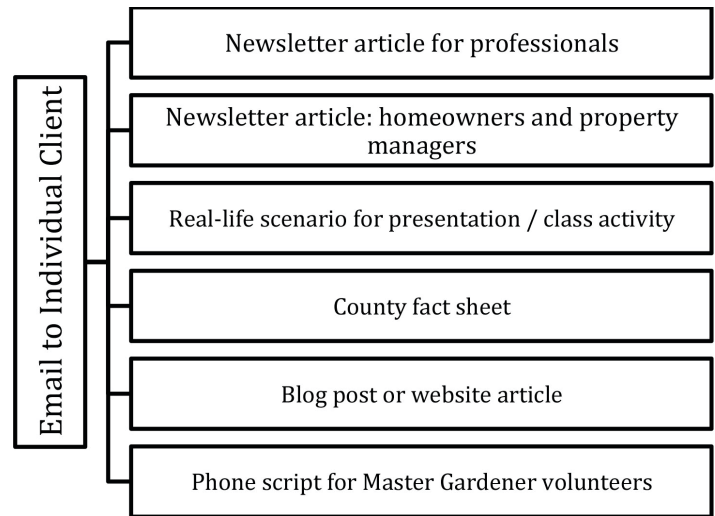 Email to Individual Client
Newsletter article for professionals
Newsletter article: homeowners and property
managers
Real-life scenario for presentation / class activity
County fact sheet
Blog post or website article
Phone script for Master Gardener volunteers